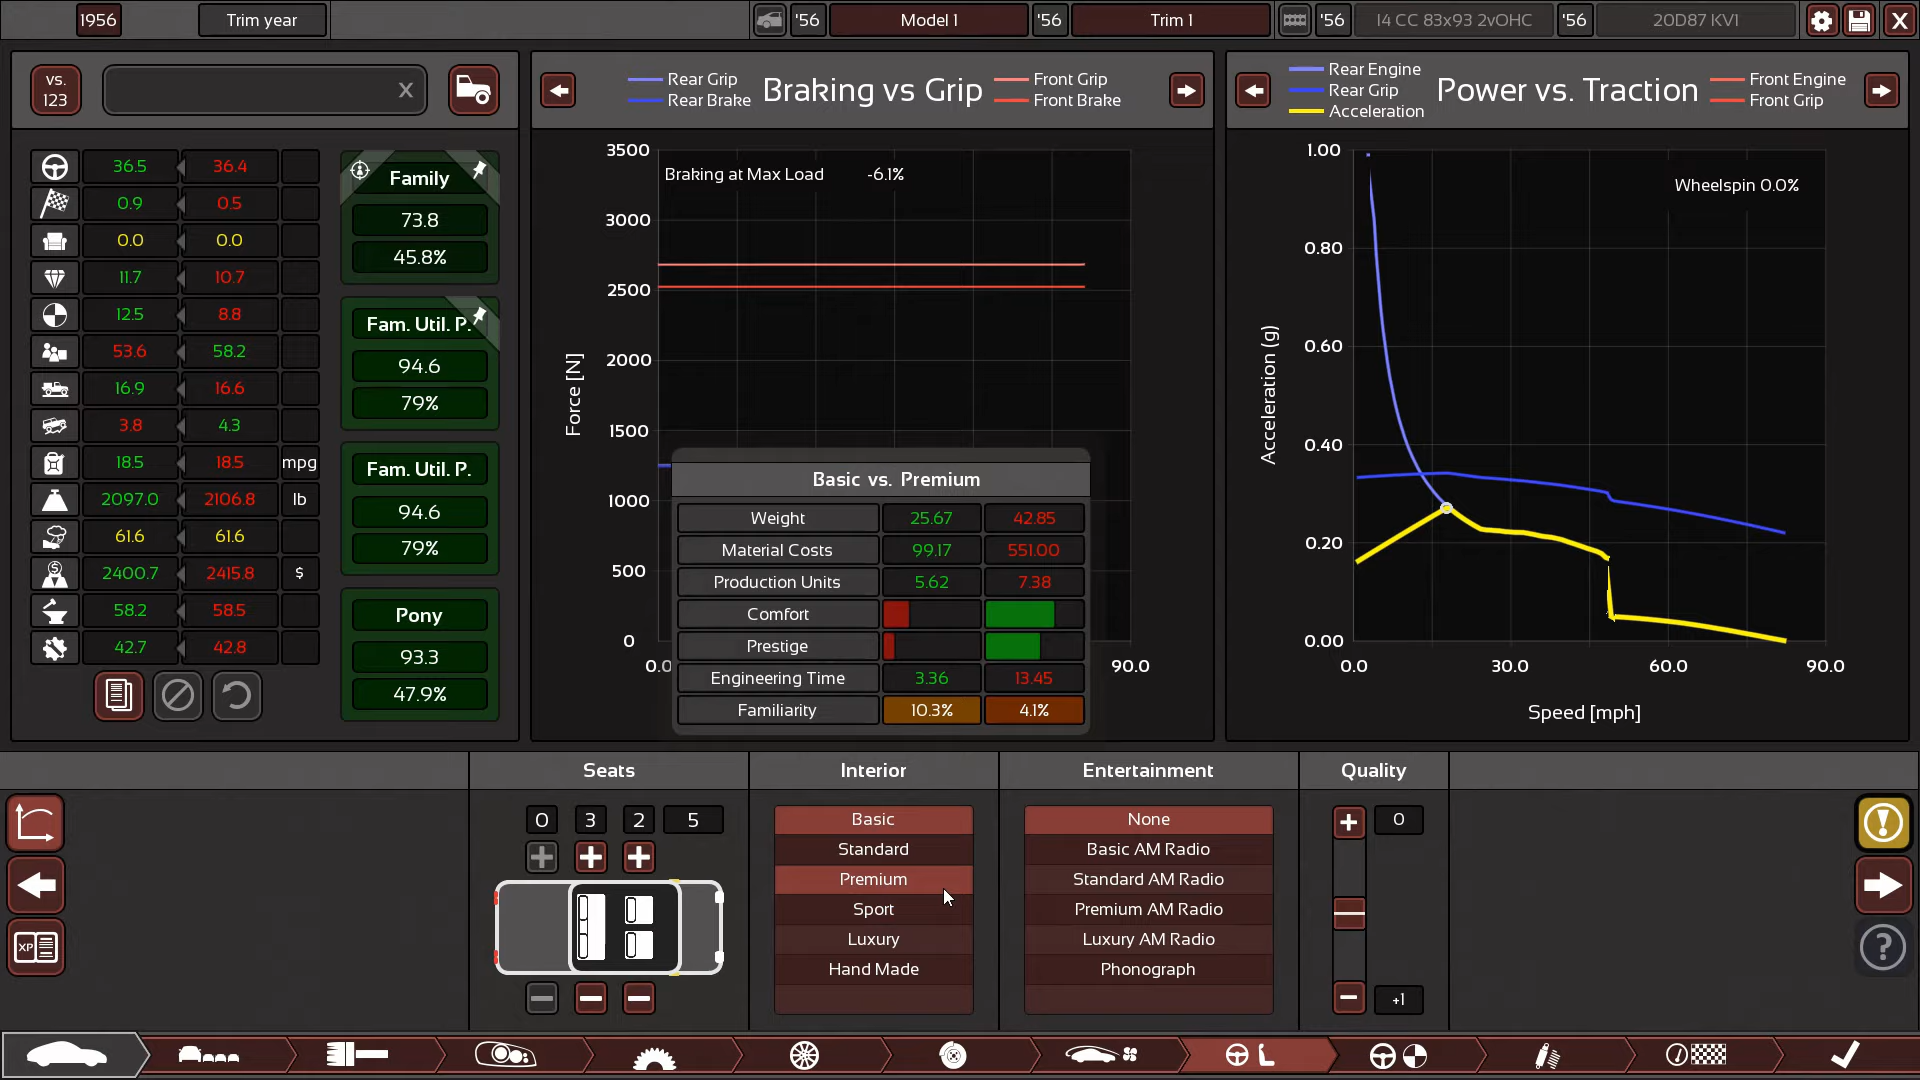 1956
Trim year
'56
Model 1
'56
Trim 1
'56
I4 CC 83x93 2vOHC
'56
20D87 KV1
X
vs.
123
x
Rear Grip
Rear Brake
Braking vs Grip
Front Grip
Front Brake
Rear Engine
Rear Grip
Acceleration
Power vs. Traction
Front Engine
Front Grip
36.5 36.4
0.9 0.5
0.0 0.0
11.7 10.7
12.5 8.8
53.6 58.2
16.9 16.6
3.8 4.3
18.5 18.5 mpg
2097.0 2106.8 lb
61.6 61.6
2400.7 2415.8 $
58.2 58.5
42.7 42.8
Family
73.8
45.8%
Fam. Util. P.
94.6
79%
Fam. Util. P.
94.6
79%
Pony
93.3
47.9%
Braking at Max Load -6.1%
Force [N]
3500
3000
2500
2000
1500
1000
500
0
0.0
90.0
Basic vs. Premium
Weight 25.67 42.85
Material Costs 99.17 551.00
Production Units 5.62 7.38
Comfort
Prestige
Engineering Time 3.36 13.45
Familiarity 10.3% 4.1%
Wheelspin 0.0%
Acceleration (g)
1.00
0.80
0.60
0.40
0.20
0.00
0.0 30.0 60.0 90.0
Speed [mph]
Seats
0 3 2 5
Interior
Basic
Standard
Premium
Sport
Luxury
Hand Made
Entertainment
None
Basic AM Radio
Standard AM Radio
Premium AM Radio
Luxury AM Radio
Phonograph
Quality
0
+1
XP